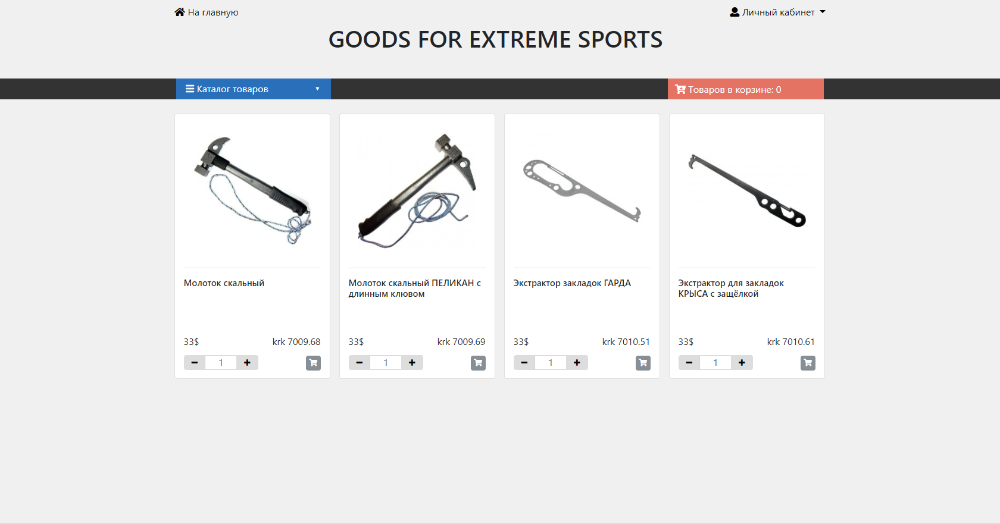 На главную
Личный кабинет
GOODS FOR EXTREME SPORTS
Каталог товаров
Товаров в корзине: 0
Молоток скальный
33$ krk 7009.68
1
Молоток скальный ПЕЛИКАН с
длинным клювом
33$ krk 7009.69
1
Экстрактор закладок ГАРДА
33$ krk 7010.51
1
Экстрактор для закладок
КРЫСА с защёлкой
33$ krk 7010.61
1